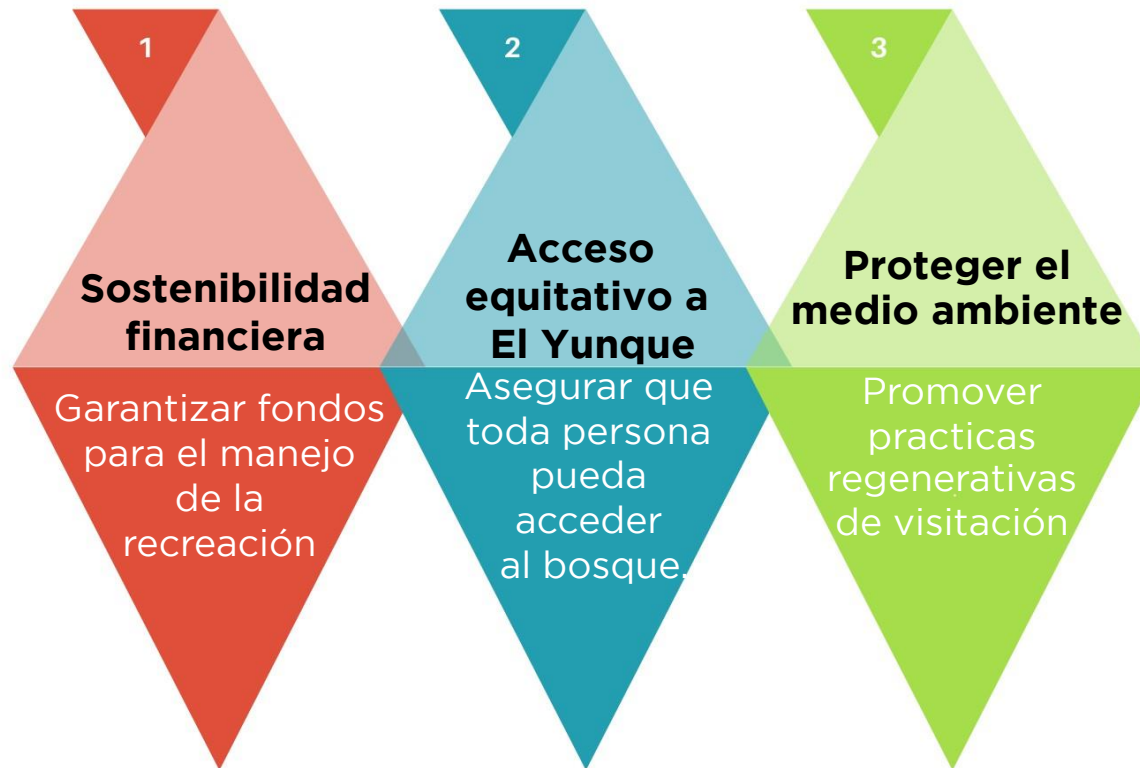 1
Sostenibilidad
financiera
Garantizar fondos
para el manejo
de la
recreación
2
Acceso
equitativo a
El Yunque
Asegurar que
toda persona
pueda
acceder
al bosque.
3
Proteger el
medio ambiente
Promover
practicas
regenerativas
de visitación